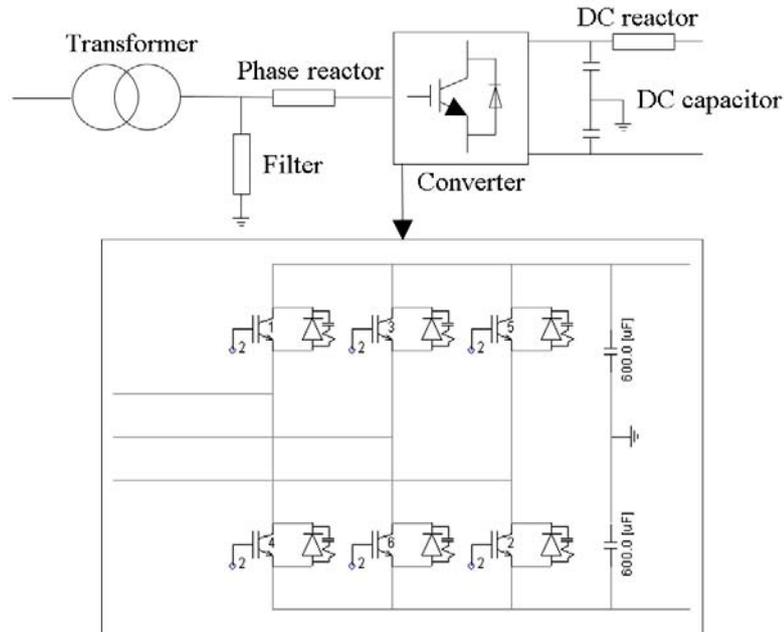 DC reactor
Transformer
Phase reactor
DC capacitor
Filter
Converter
1
3
5
2
2
2
600.0 [uF]
4
6
2
2
2
2
600.0 [uF]